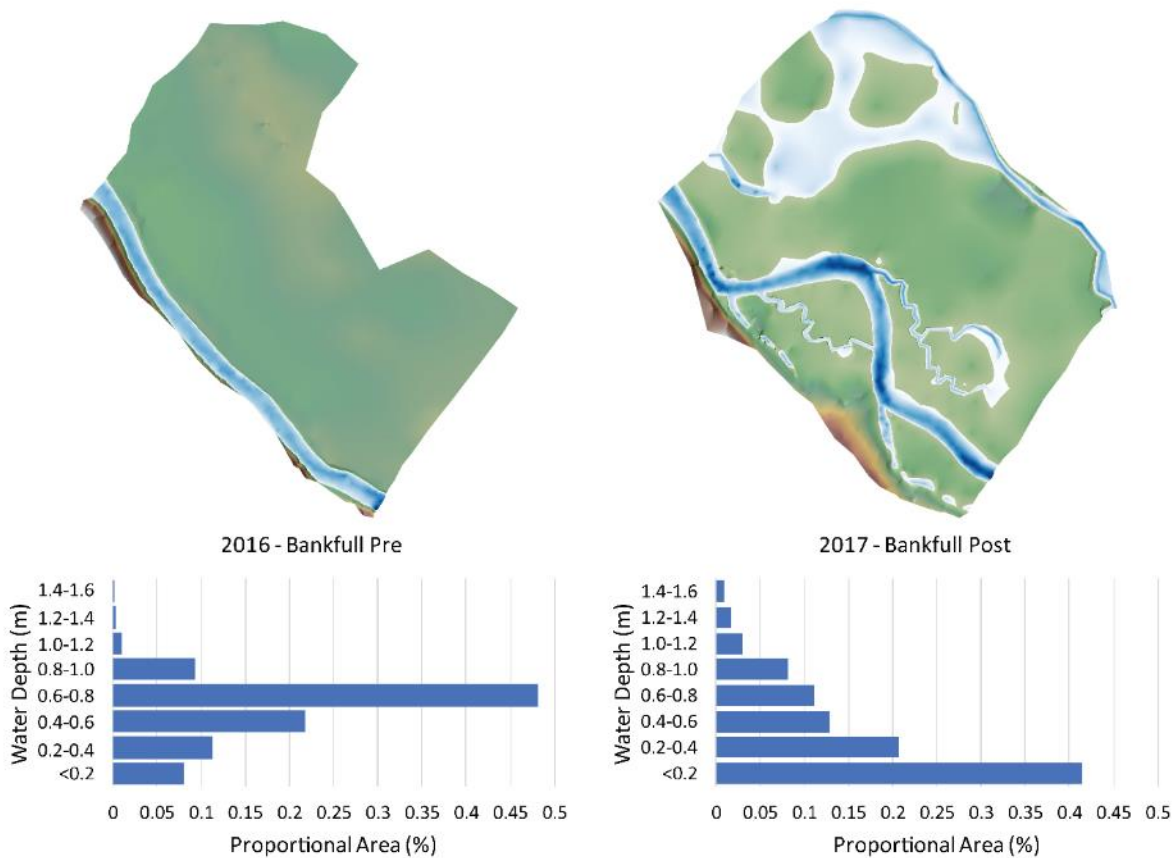 2016 - Bankfull Pre
Water Depth (m)
1.4-1.6
1.2-1.4
1.0-1.2
0.8-1.0
0.6-0.8
0.4-0.6
0.2-0.4
<0.2
0 0.05 0.1 0.15 0.2 0.25 0.3 0.35 0.4 0.45 0.5
Proportional Area (%)
2017 - Bankfull Post
Water Depth (m)
1.4-1.6
1.2-1.4
1.0-1.2
0.8-1.0
0.6-0.8
0.4-0.6
0.2-0.4
<0.2
0 0.05 0.1 0.15 0.2 0.25 0.3 0.35 0.4 0.45 0.5
Proportional Area (%)